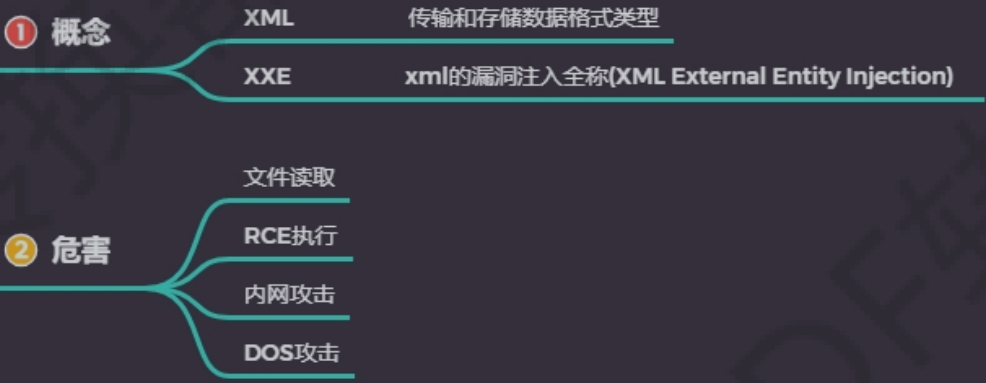 1 概念
XML 传输和存储数据格式类型
XXE xml的漏洞注入全称(XML External Entity Injection)
文件读取
RCE执行
2 危害
内网攻击
DOS攻击